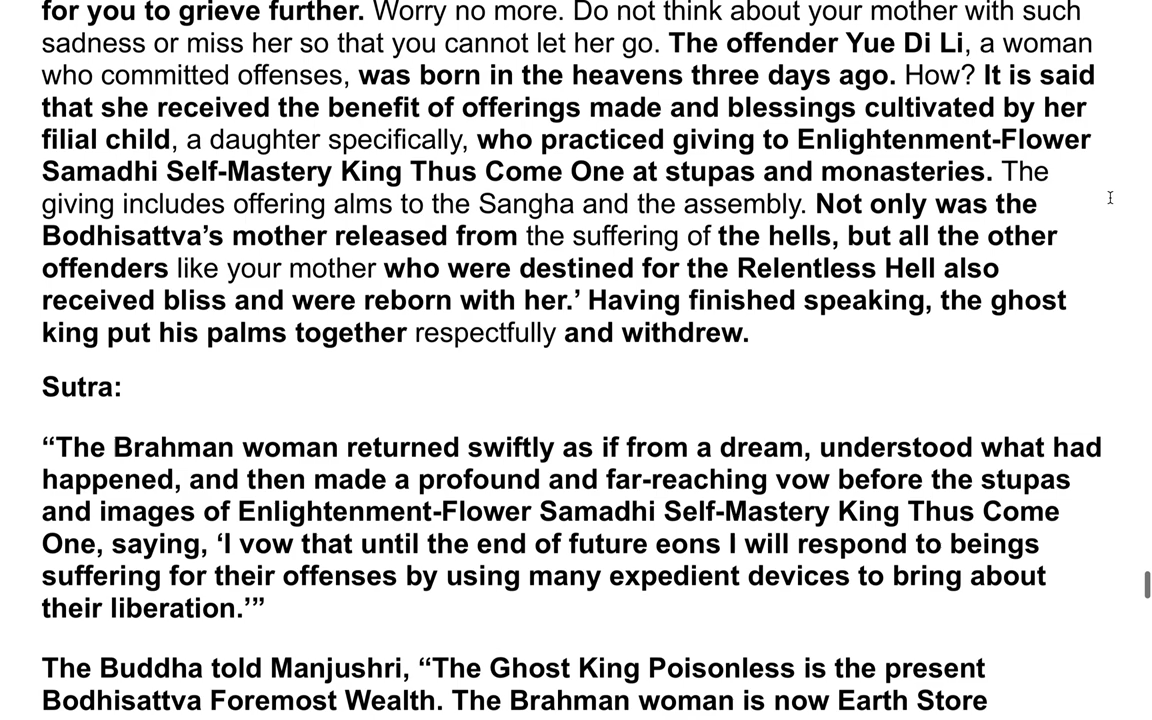 for you to grieve further. Worry no more. Do not think about your mother with such
sadness or miss her so that you cannot let her go. The offender Yue Di Li, a woman
who committed offenses, was born in the heavens three days ago. How? It is said
that she received the benefit of offerings made and blessings cultivated by her
filial child, a daughter specifically, who practiced giving to Enlightenment-Flower
Samadhi Self-Mastery King Thus Come One at stupas and monasteries. The
giving includes offering alms to the Sangha and the assembly. Not only was the
Bodhisattva’s mother released from the suffering of the hells, but all the other
offenders like your mother who were destined for the Relentless Hell also
received bliss and were reborn with her.’ Having finished speaking, the ghost
king put his palms together respectfully and withdrew.
Sutra:
“The Brahman woman returned swiftly as if from a dream, understood what had
happened, and then made a profound and far-reaching vow before the stupas
and images of Enlightenment-Flower Samadhi Self-Mastery King Thus Come
One, saying, ‘I vow that until the end of future eons I will respond to beings
suffering for their offenses by using many expedient devices to bring about
their liberation.’”
The Buddha told Manjushri, “The Ghost King Poisonless is the present
Bodhisattva Foremost Wealth. The Brahman woman is now Earth Store